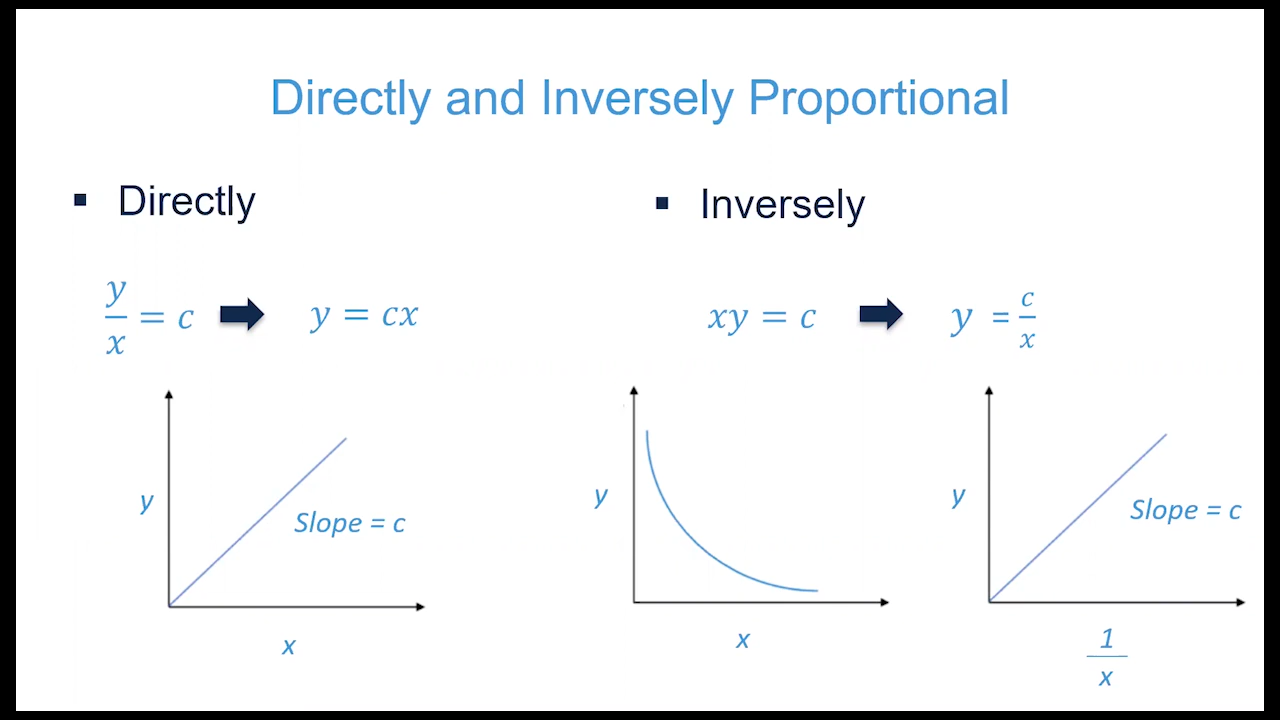 Directly and Inversely Proportional
▪ Directly
y/x = c ➡ y = cx
y
Slope = c
x
▪ Inversely
xy = c ➡ y = c/x
y
x
y
Slope = c
1/x